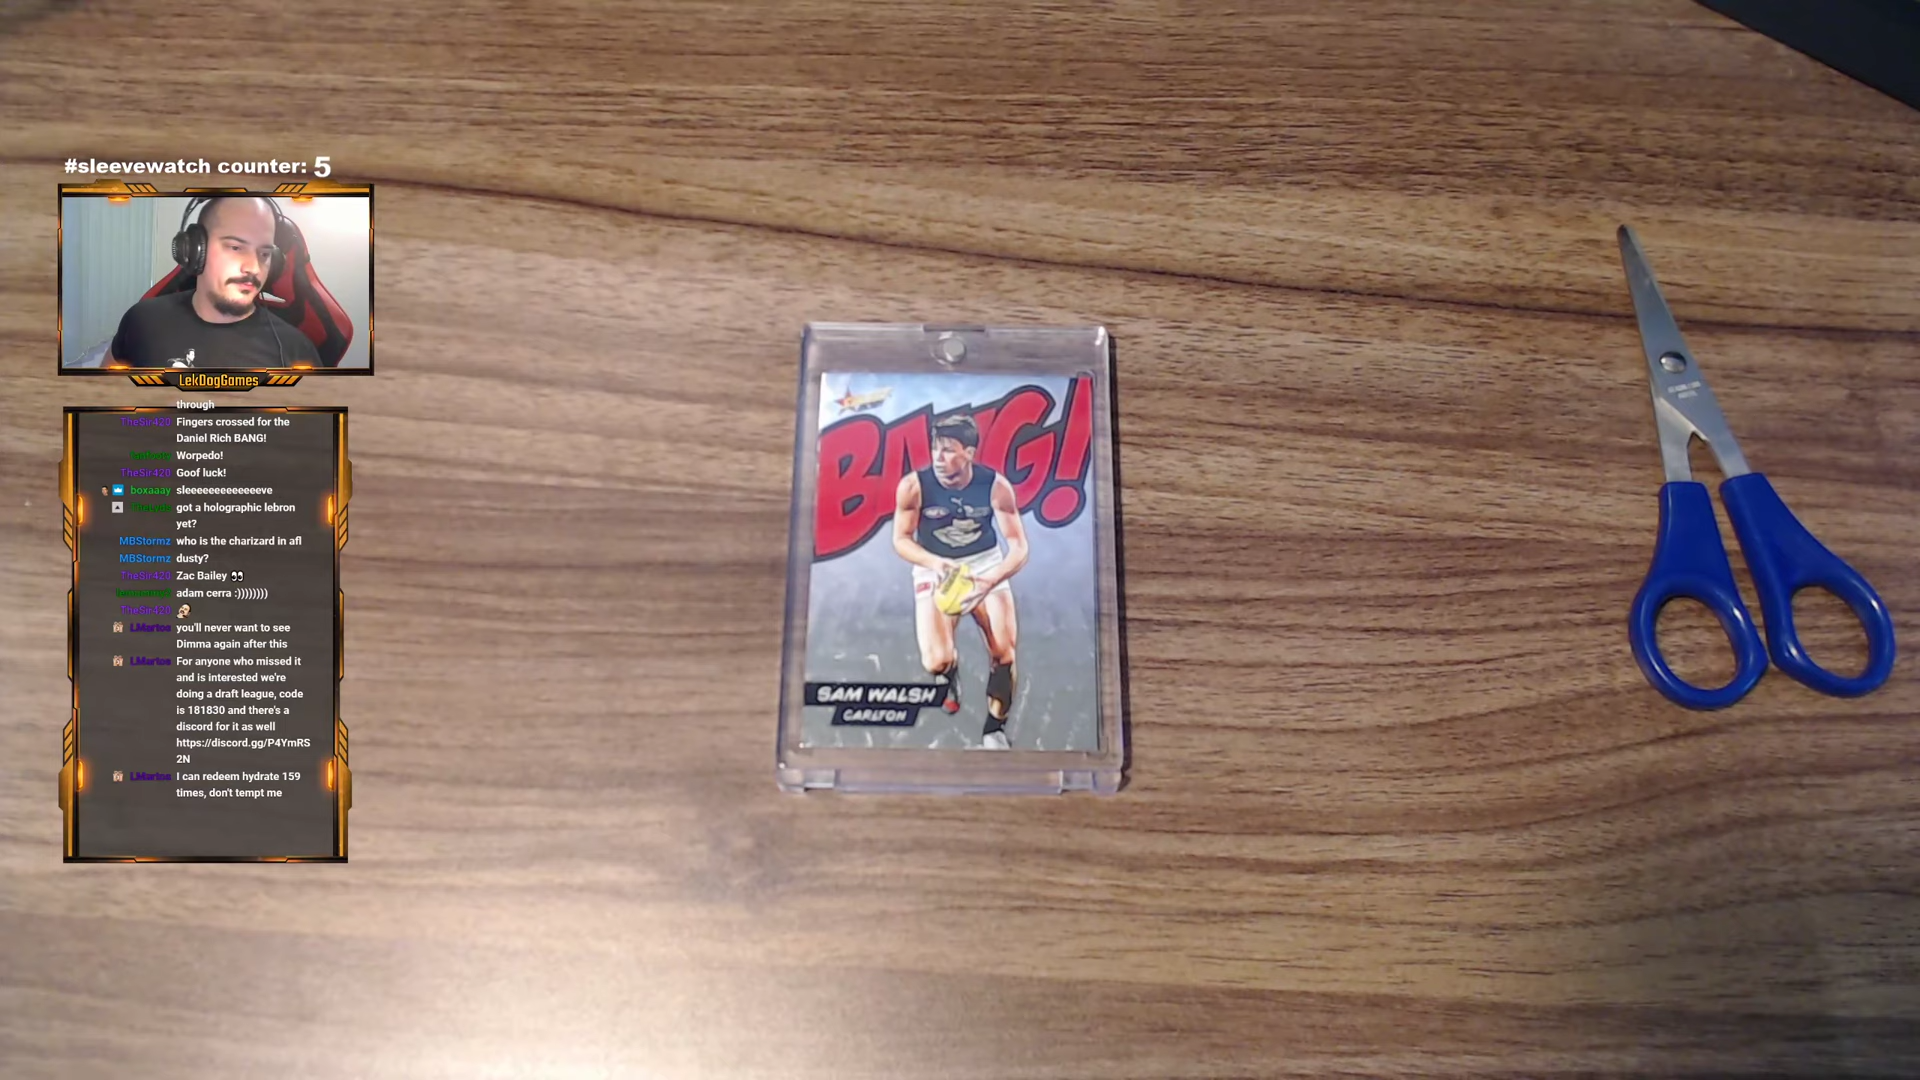 #sleevewatch counter: 5
LekDogGames
through
TheSir420 Fingers crossed for the
Daniel Rich BANG!
Worpedo!
TheSir420 Goof luck!
boxaaay sleeeeeeeeeeeeeve
got a holographic lebron
yet?
MBStormz who is the charizard in afl
MBStormz dusty?
TheSir420 Zac Bailey 👀
adam cerra :))))))))
TheSir420
LMartos you'll never want to see
Dimma again after this
LMartos For anyone who missed it
and is interested we're
doing a draft league, code
is 181830 and there's a
discord for it as well
https://discord.gg/P4YmRS
2N
LMartos I can redeem hydrate 159
times, don't tempt me
BANG!
SAM WALSH
CARLTON